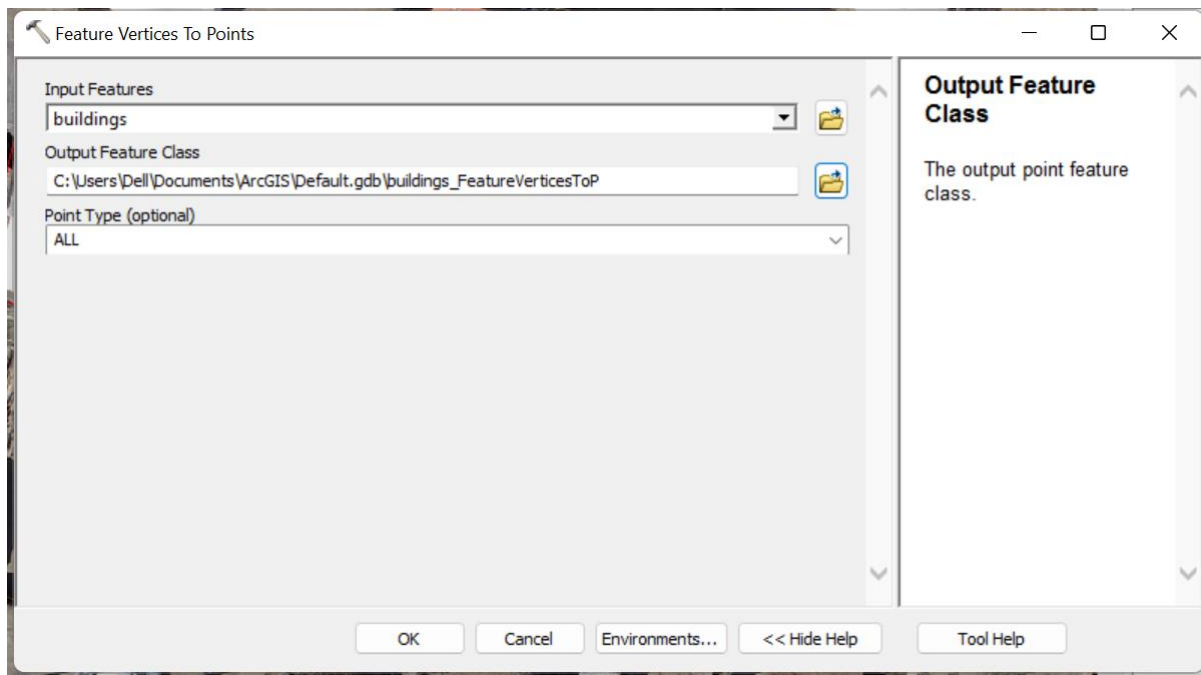 Feature Vertices To Points
Input Features
buildings
Output Feature Class
C:\Users\Dell\Documents\ArcGIS\Default.gdb\buildings_FeatureVerticesToP
Point Type (optional)
ALL
OK
Cancel
Environments...
<< Hide Help
Output Feature
Class
The output point feature
class.
Tool Help